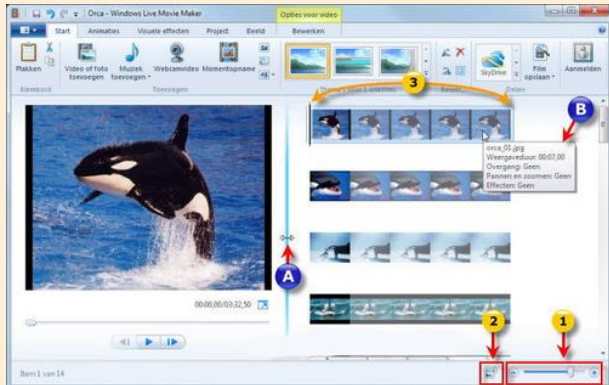 Orca - Windows Live Movie Maker
Opties voor video
Start Animaties Visuele effecten Project Beeld Bewerken
Plakken
Video of foto toevoegen
Muziek toevoegen
Webcamvideo Momentopname
SkyDrive
Film opslaan
Aanmelden
Klembord
Toevoegen
Delen
3
B
orca_01.jpg
Weergaveduur: 00:07,00
Overgang: Geen
Pannen en zoomen: Geen
Effecten: Geen
A
00:00,00/03:32,50
2
1
Item 1 van 14